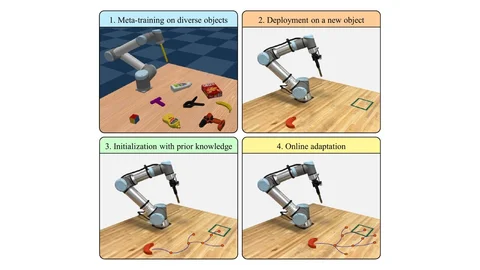 1. Meta-training on diverse objects
2. Deployment on a new object
3. Initialization with prior knowledge
4. Online adaptation